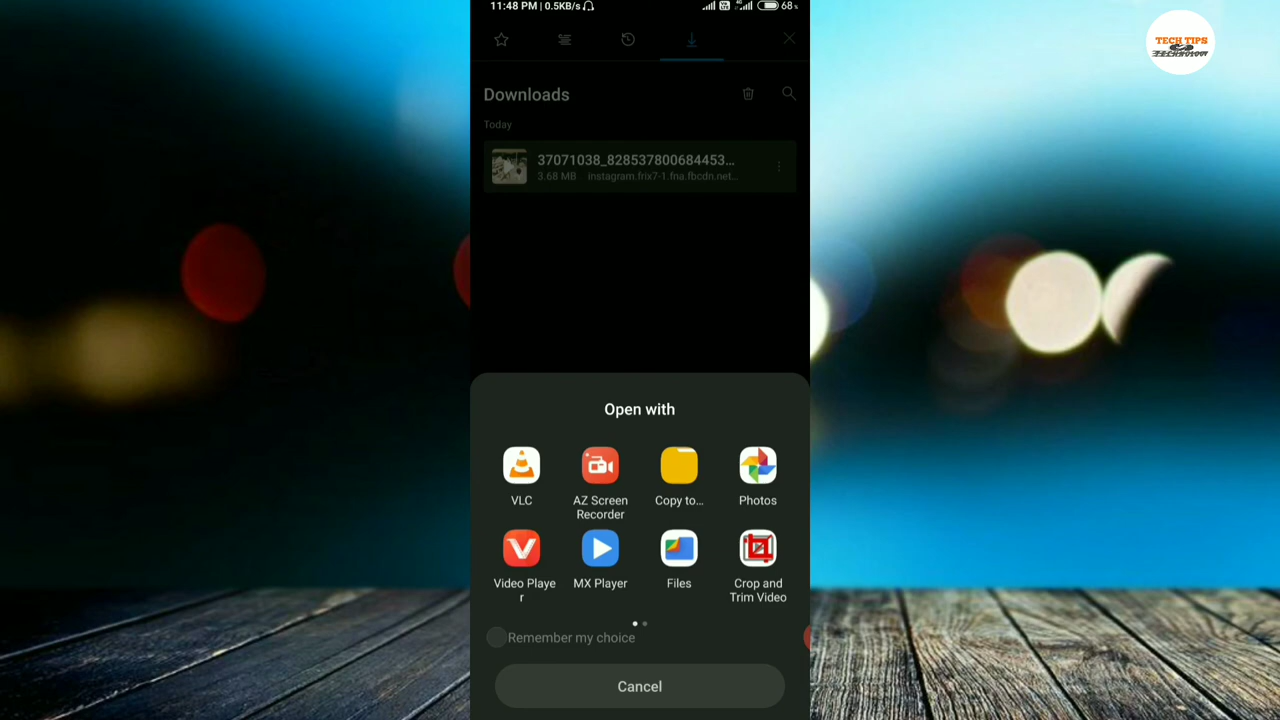 11:48 PM | 0.5KB/s
68%
TECH TIPS
TECHNOLOGY
Downloads
Today
37071038_828537800684453...
3.68 MB instagram.frix7-1.fna.fbcdn.net...
Open with
VLC
AZ Screen
Recorder
Copy to...
Photos
Video Playe
r
MX Player
Files
Crop and
Trim Video
Remember my choice
Cancel